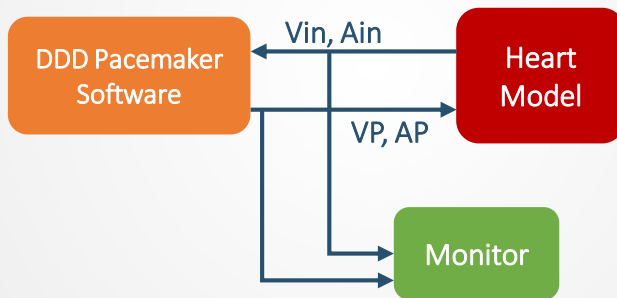 Vin, Ain
DDD Pacemaker
Software
Heart
Model
VP, AP
Monitor